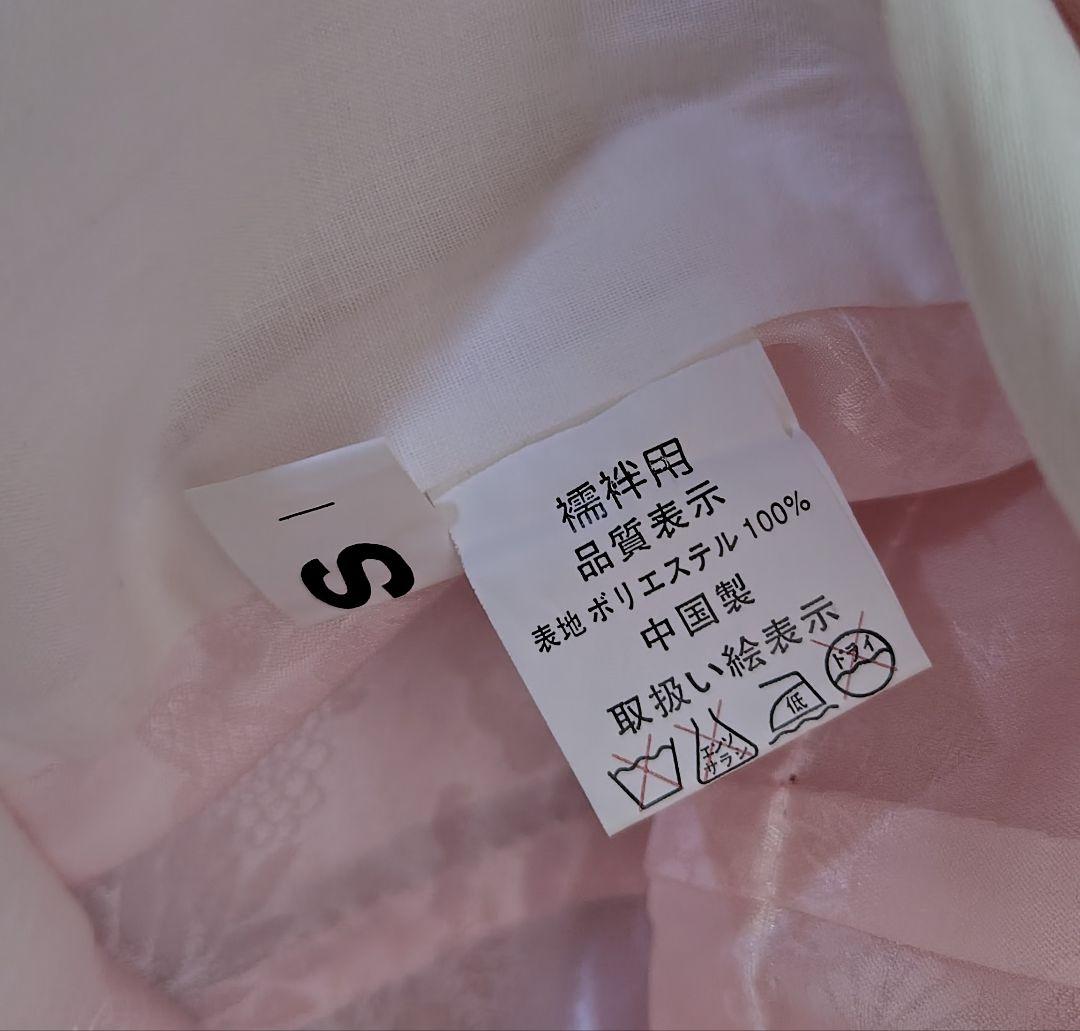 S
襦袢用
品質表示
表地 ポリエステル 100%
中国製
取扱い絵表示
エンソ
サラシ
低
ドライ